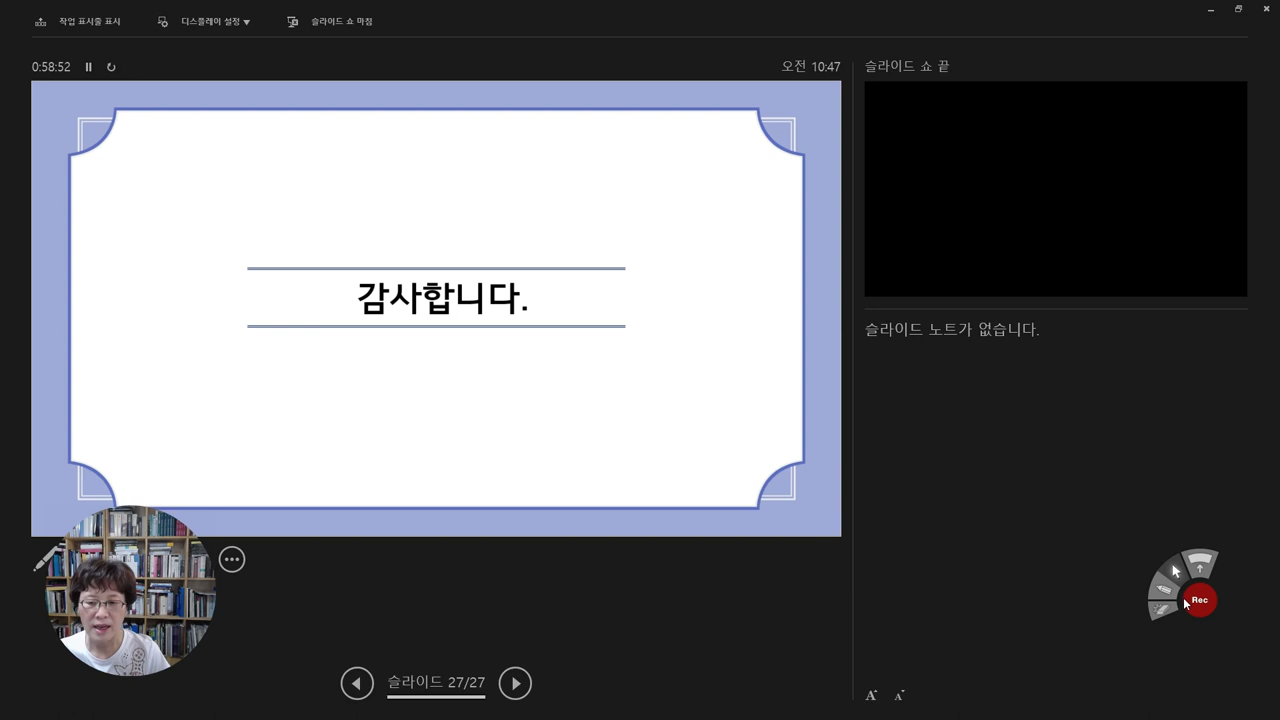 작업 표시줄 표시
디스플레이 설정 ▼
슬라이드 쇼 마침
0:58:52
오전 10:47
슬라이드 쇼 끝
감사합니다.
슬라이드 노트가 없습니다.
Rec
슬라이드 27/27
A A